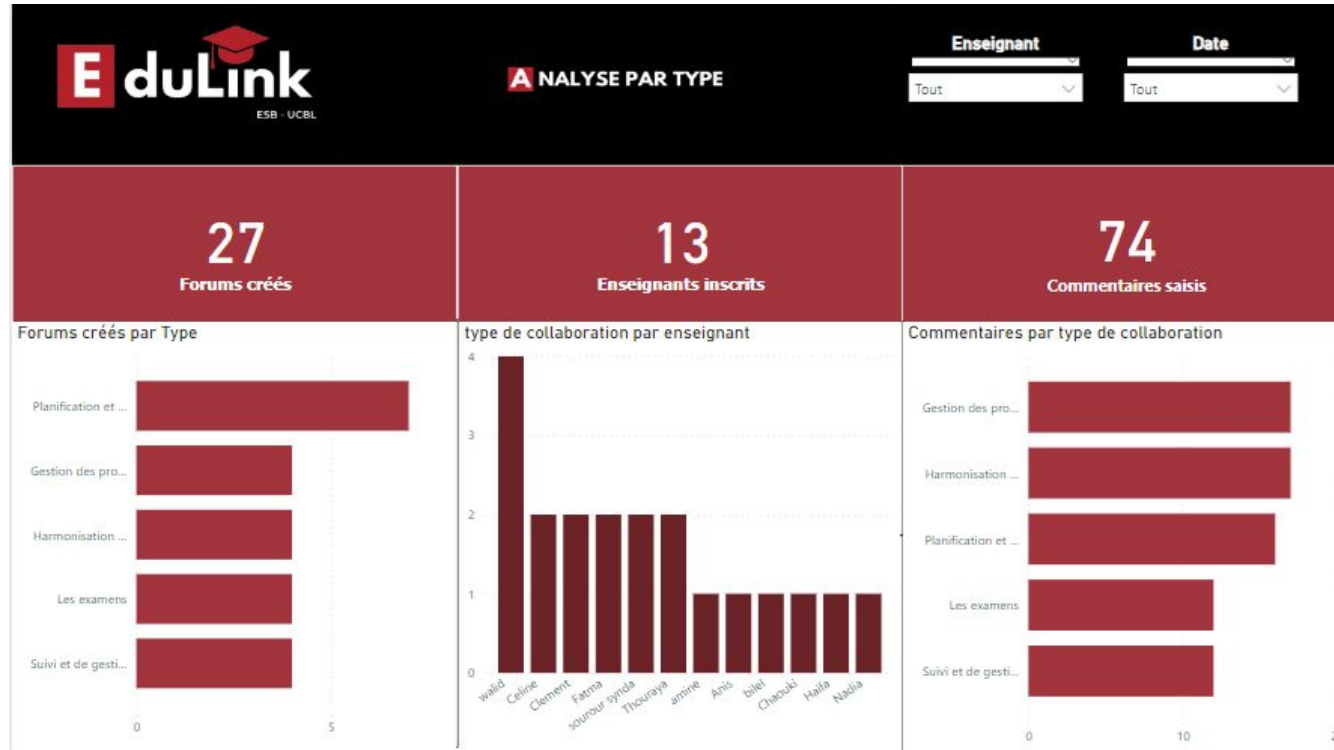 E duLink
ESB - UCBL
A NALYSE PAR TYPE
Enseignant
Tout
Date
Tout
27
Forums créés
13
Enseignants inscrits
74
Commentaires saisis
Forums créés par Type
Planification et ...
Gestion des pro...
Harmonisation ...
Les examens
Suivi et de gesti...
0 5
type de collaboration par enseignant
4
3
2
1
0
walid Celine Clement Fatma sourour synda Thouraya amine Anis bilel Chaouki Haifa Nadia
Commentaires par type de collaboration
Gestion des pro...
Harmonisation ...
Planification et ...
Les examens
Suivi et de gesti...
0 10